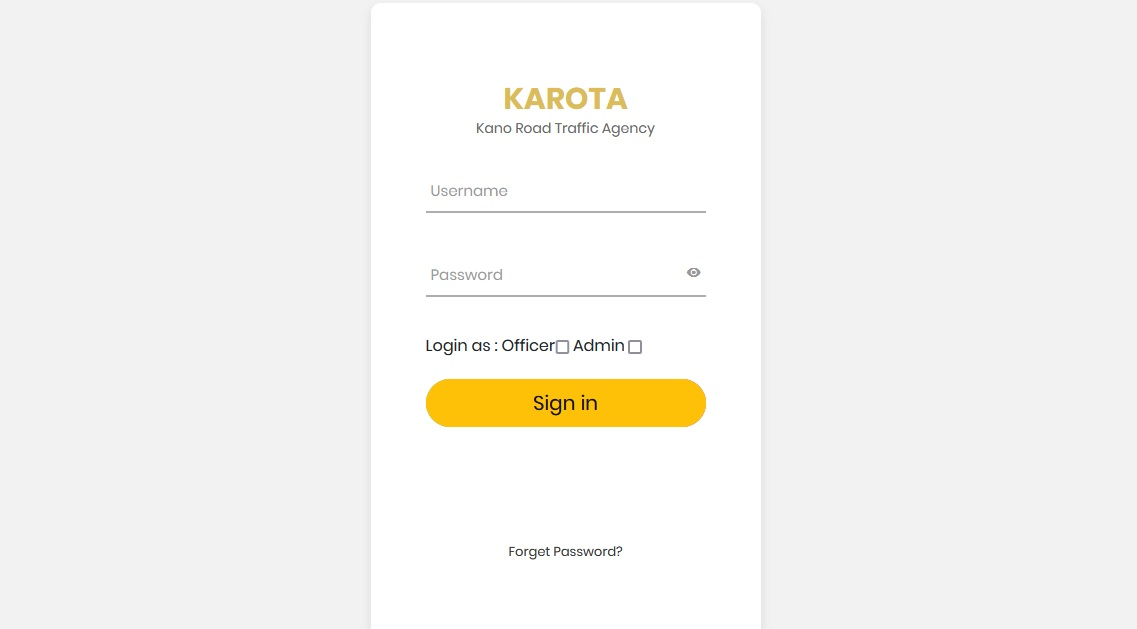 KAROTA
Kano Road Traffic Agency
Username
Password
Login as : Officer Admin
Sign in
Forget Password?